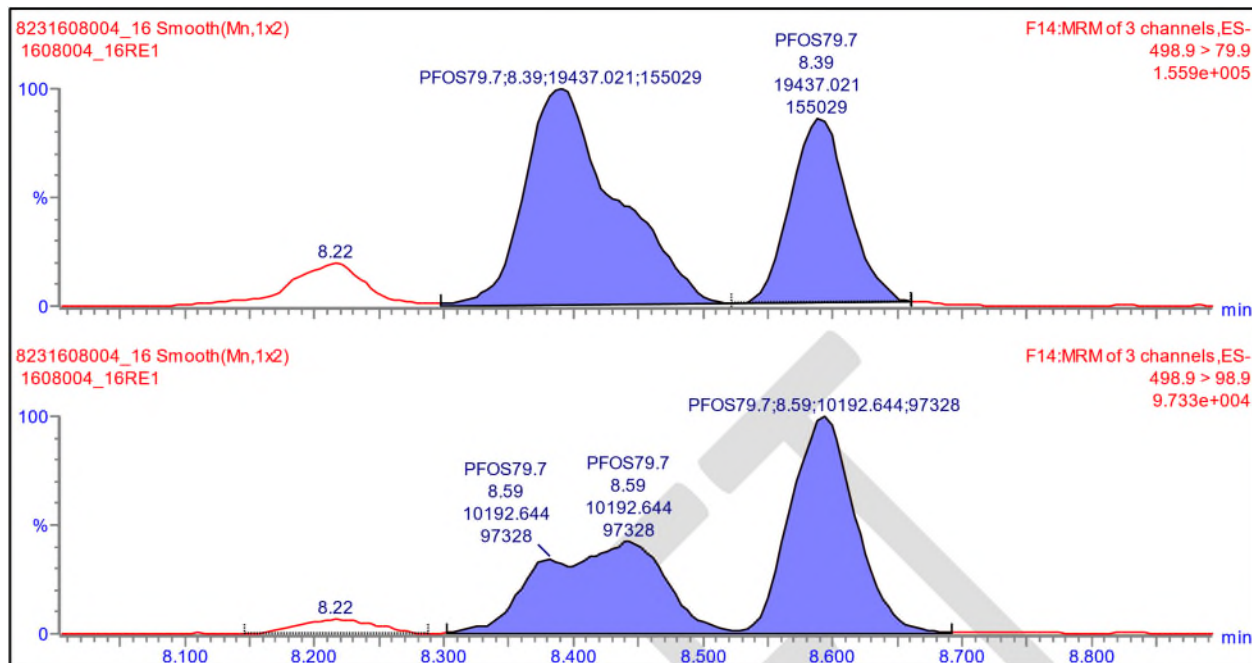 8231608004_16 Smooth(Mn,1x2)
1608004_16RE1
F14:MRM of 3 channels,ES-
498.9 > 79.9
1.559e+005
PFOS79.7;8.39;19437.021;155029
PFOS79.7
8.39
19437.021
155029
100
%
0
8.22
min
8231608004_16 Smooth(Mn,1x2)
1608004_16RE1
F14:MRM of 3 channels,ES-
498.9 > 98.9
9.733e+004
PFOS79.7;8.59;10192.644;97328
PFOS79.7
8.59
10192.644
97328
PFOS79.7
8.59
10192.644
97328
100
%
0
8.22
min
8.100 8.200 8.300 8.400 8.500 8.600 8.700 8.800